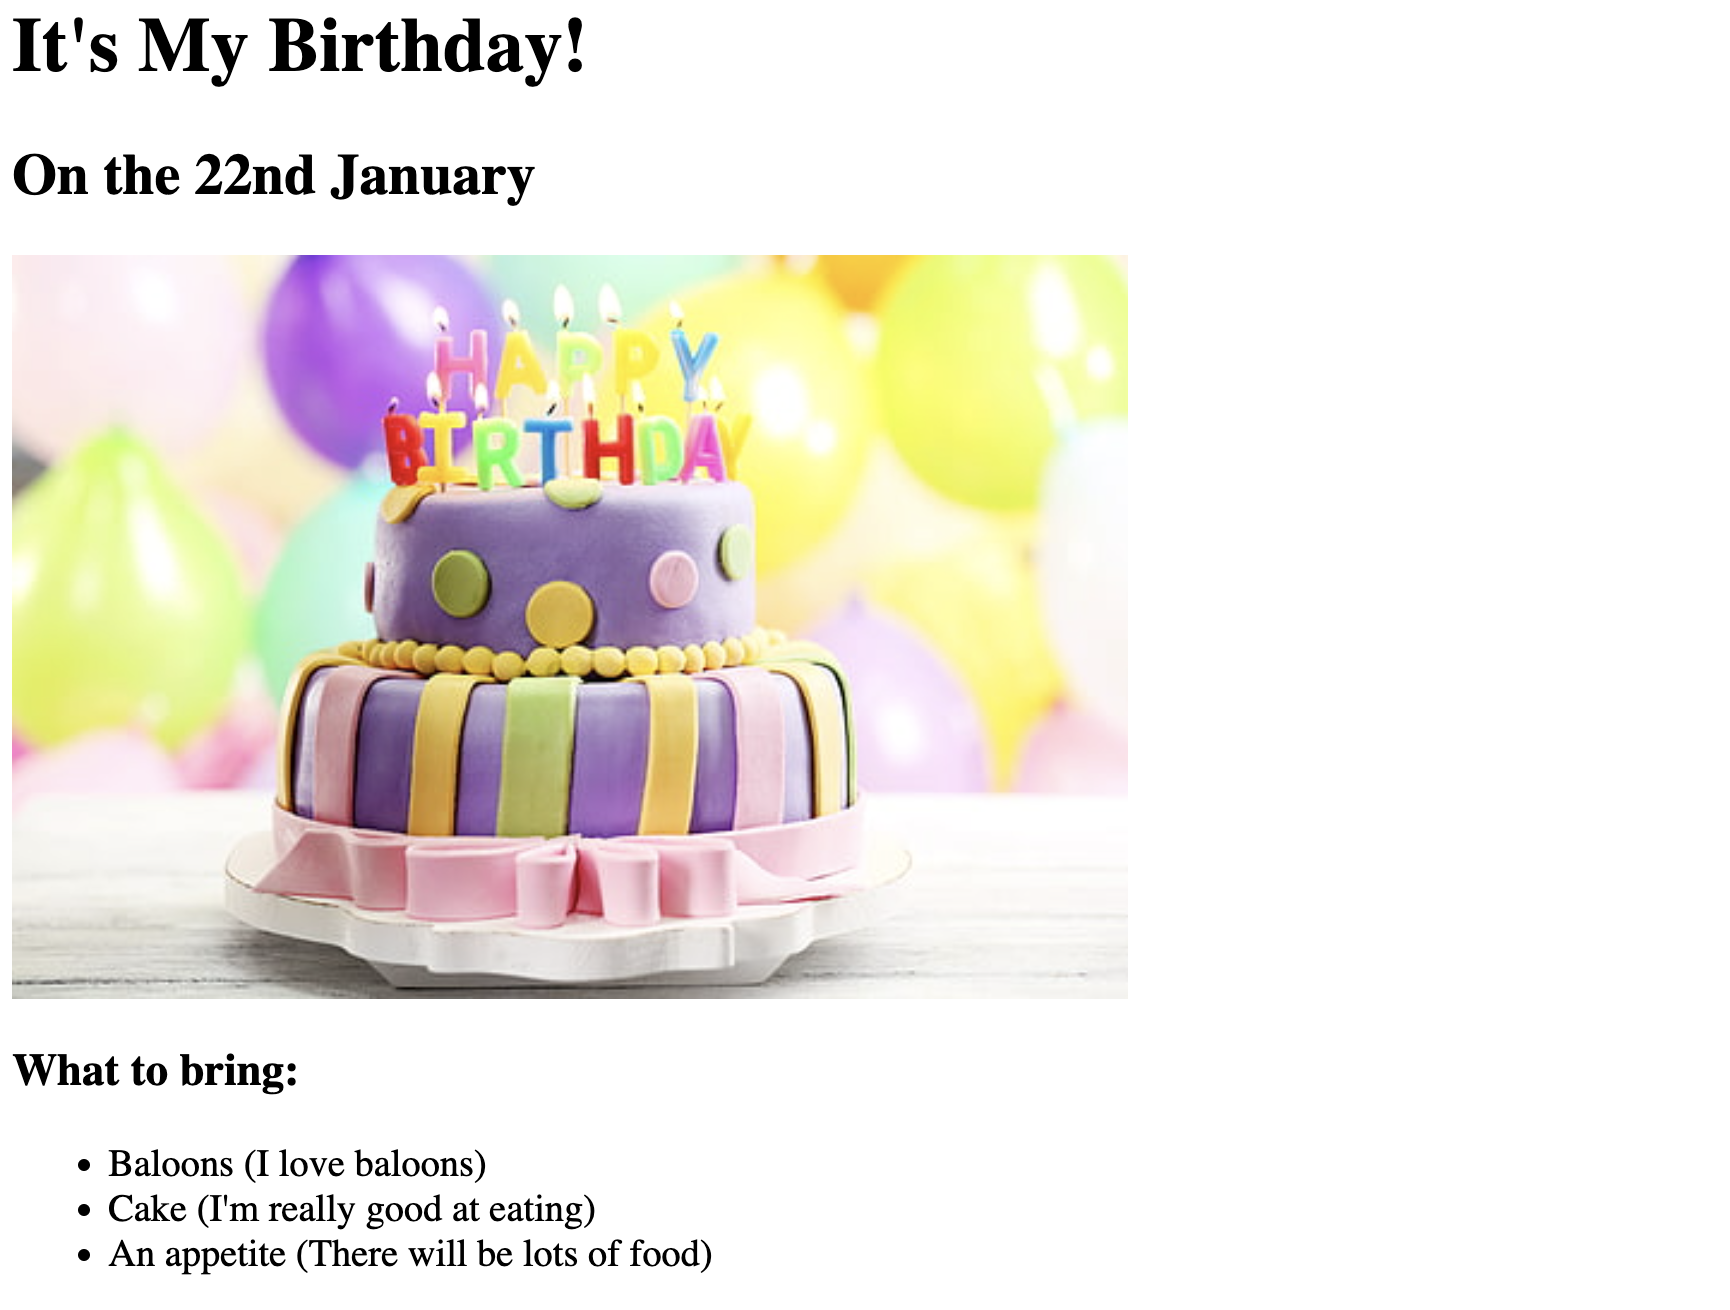 It's My Birthday!
On the 22nd January
HAPPY
BIRTHDAY
What to bring:
Baloons (I love baloons)
Cake (I'm really good at eating)
An appetite (There will be lots of food)